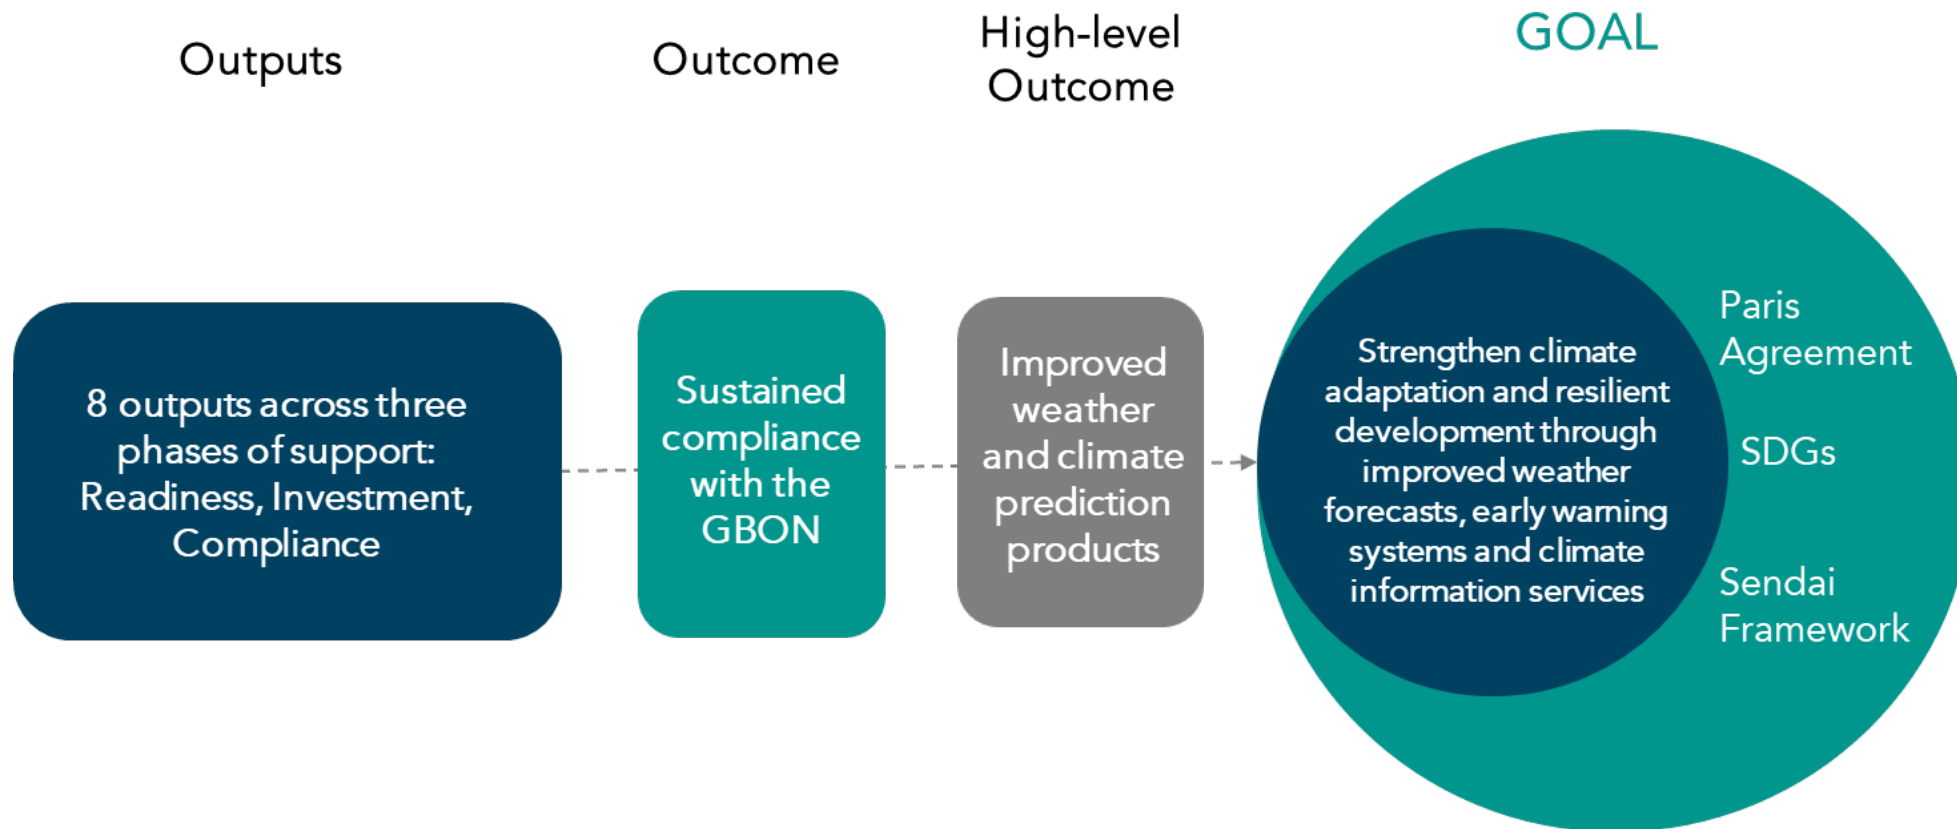 Outputs
Outcome
High-level
Outcome
GOAL
8 outputs across three
phases of support:
Readiness, Investment,
Compliance
Sustained
compliance
with the
GBON
Improved
weather
and climate
prediction
products
Strengthen climate
adaptation and resilient
development through
improved weather
forecasts, early warning
systems and climate
information services
Paris
Agreement
SDGs
Sendai
Framework